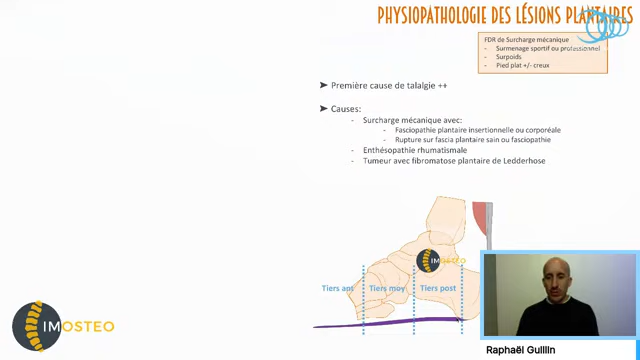 PHYSIOPATHOLOGIE DES LÉSIONS PLANTAIRES
FDR de Surcharge mécanique
- Surmenage sportif ou professionnel
- Surpoids
- Pied plat +/- creux
➤ Première cause de talalgie ++
➤ Causes:
- Surcharge mécanique avec:
- Fasciopathie plantaire insertionnelle ou corporéale
- Rupture sur fascia plantaire sain ou fasciopathie
- Enthésopathie rhumatismale
- Tumeur avec fibromatose plantaire de Ledderhose
IMOSTEO
Tiers ant
Tiers moy
Tiers post
IMOSTEO
Raphaël Guillin